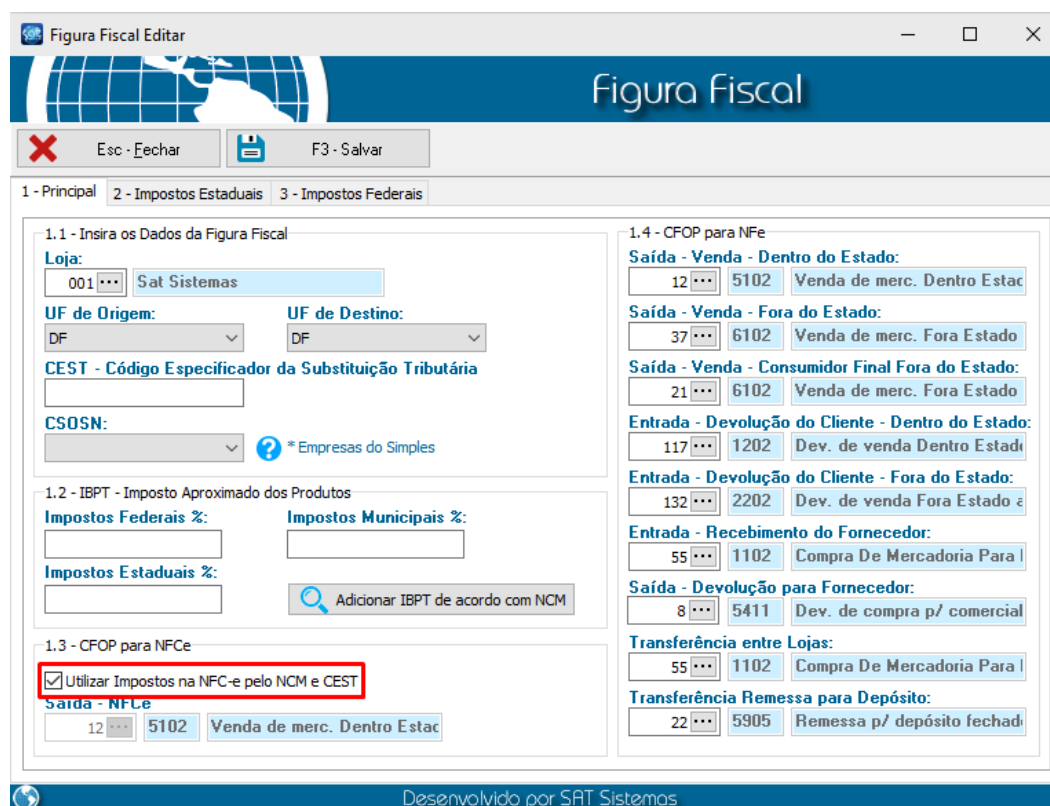 Figura Fiscal Editar
Figura Fiscal
Esc - Fechar
F3 - Salvar
1 - Principal
2 - Impostos Estaduais
3 - Impostos Federais
1.1 - Insira os Dados da Figura Fiscal
Loja:
001 ... Sat Sistemas
UF de Origem: UF de Destino:
DF DF
CEST - Código Especificador da Substituição Tributária
CSOSN:
* Empresas do Simples
1.2 - IBPT - Imposto Aproximado dos Produtos
Impostos Federais %: Impostos Municipais %:
Impostos Estaduais %:
Adicionar IBPT de acordo com NCM
1.3 - CFOP para NFCe
Utilizar Impostos na NFC-e pelo NCM e CEST
Saída - NFCe
12 ... 5102 Venda de merc. Dentro Estac
1.4 - CFOP para NFe
Saída - Venda - Dentro do Estado:
12 ... 5102 Venda de merc. Dentro Estac
Saída - Venda - Fora do Estado:
37 ... 6102 Venda de merc. Fora Estado
Saída - Venda - Consumidor Final Fora do Estado:
21 ... 6102 Venda de merc. Fora Estado
Entrada - Devolução do Cliente - Dentro do Estado:
117 ... 1202 Dev. de venda Dentro Estad
Entrada - Devolução do Cliente - Fora do Estado:
132 ... 2202 Dev. de venda Fora Estado a
Entrada - Recebimento do Fornecedor:
55 ... 1102 Compra De Mercadoria Para
Saída - Devolução para Fornecedor:
8 ... 5411 Dev. de compra p/ comercial
Transferência entre Lojas:
55 ... 1102 Compra De Mercadoria Para
Transferência Remessa para Depósito:
22 ... 5905 Remessa p/ depósito fechad
Desenvolvido por SAT Sistemas